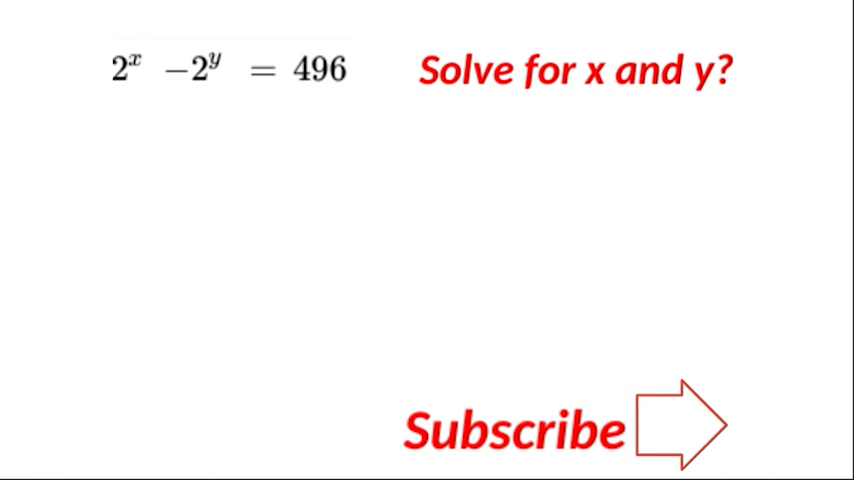 2^x −2^y = 496 Solve for x and y?
Subscribe